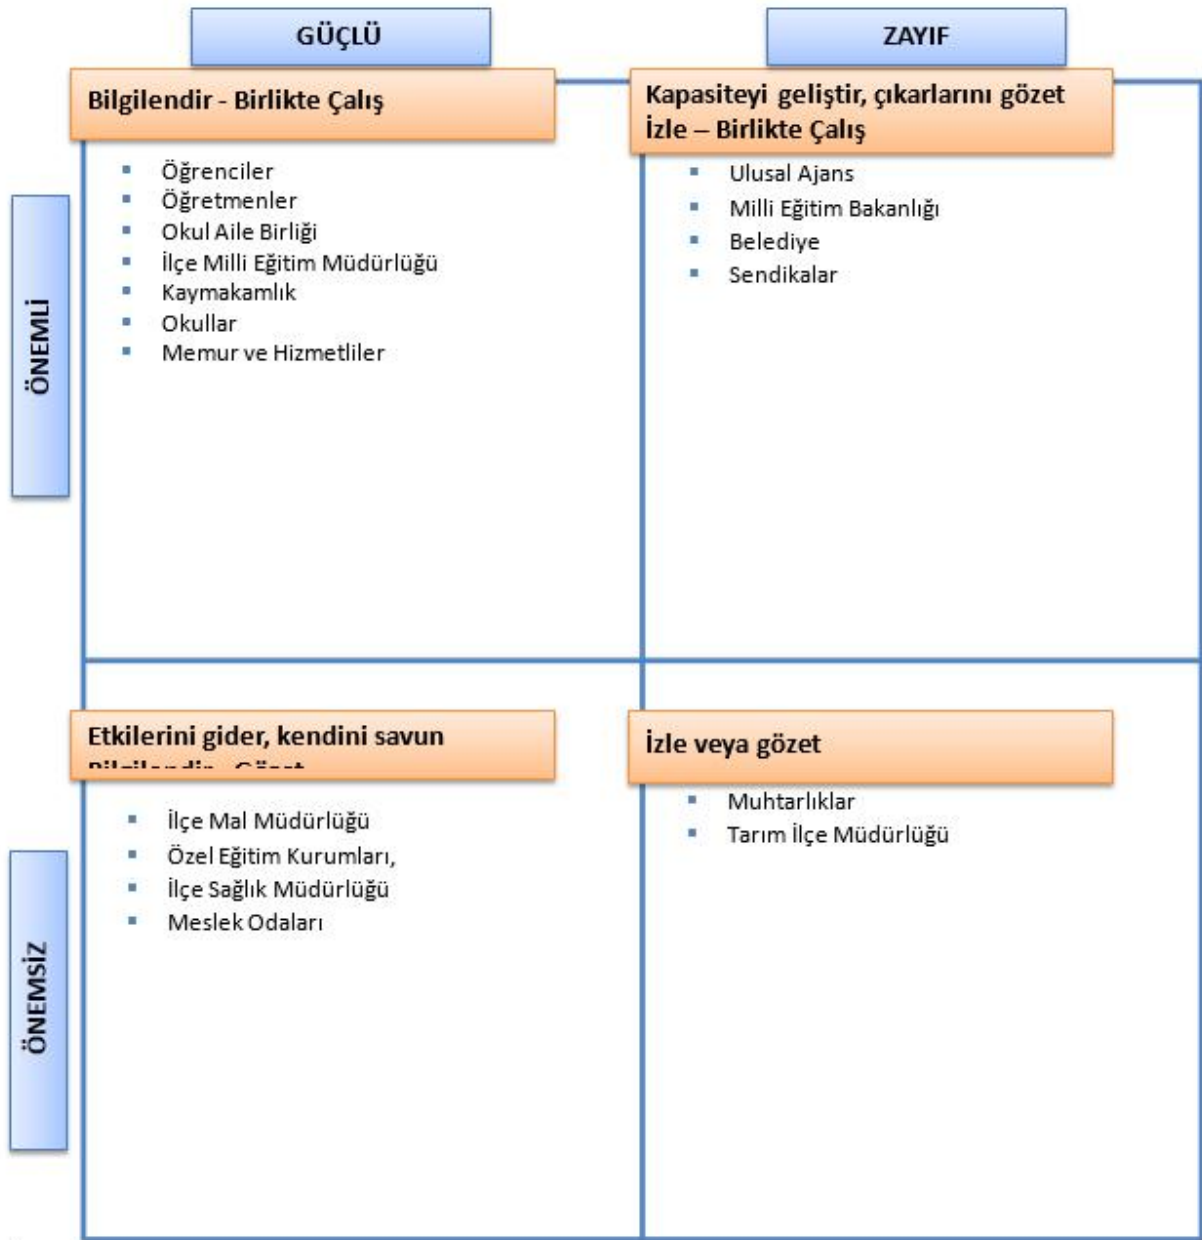 GÜÇLÜ
ZAYIF
Bilgilendir - Birlikte Çalış
Kapasiteyi geliştir, çıkarlarını gözet
İzle – Birlikte Çalış
ÖNEMLİ
Öğrenciler
Öğretmenler
Okul Aile Birliği
İlçe Milli Eğitim Müdürlüğü
Kaymakamlık
Okullar
Memur ve Hizmetliler
Ulusal Ajans
Milli Eğitim Bakanlığı
Belediye
Sendikalar
Etkilerini gider, kendini savun
Bilgilendir - Gözet
İzle veya gözet
ÖNEMSİZ
İlçe Mal Müdürlüğü
Özel Eğitim Kurumları,
İlçe Sağlık Müdürlüğü
Meslek Odaları
Muhtarlıklar
Tarım İlçe Müdürlüğü